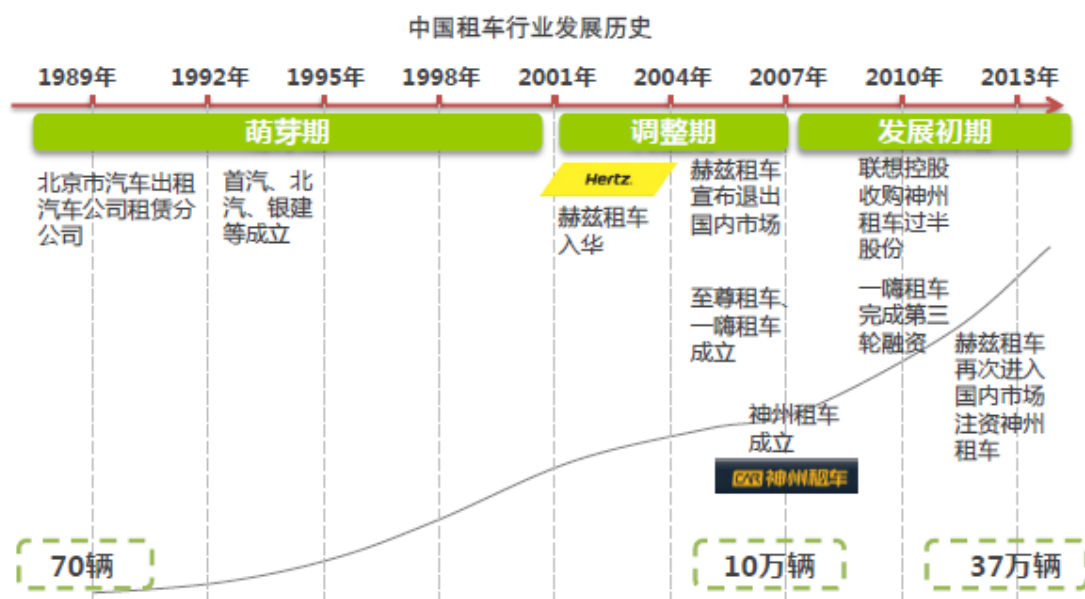 中国租车行业发展历史
1989年 1992年 1995年 1998年 2001年 2004年 2007年 2010年 2013年
萌芽期 调整期 发展初期
北京市汽车出租
汽车公司租赁分
公司
首汽、北
汽、银建
等成立
Hertz.
赫兹租车
入华
赫兹租车
宣布退出
国内市场
至尊租车、
一嗨租车
成立
神州租车
成立
CAR 神州租车
联想控股
收购神州
租车过半
股份
一嗨租车
完成第三
轮融资
赫兹租车
再次进入
国内市场
注资神州
租车
70辆 10万辆 37万辆